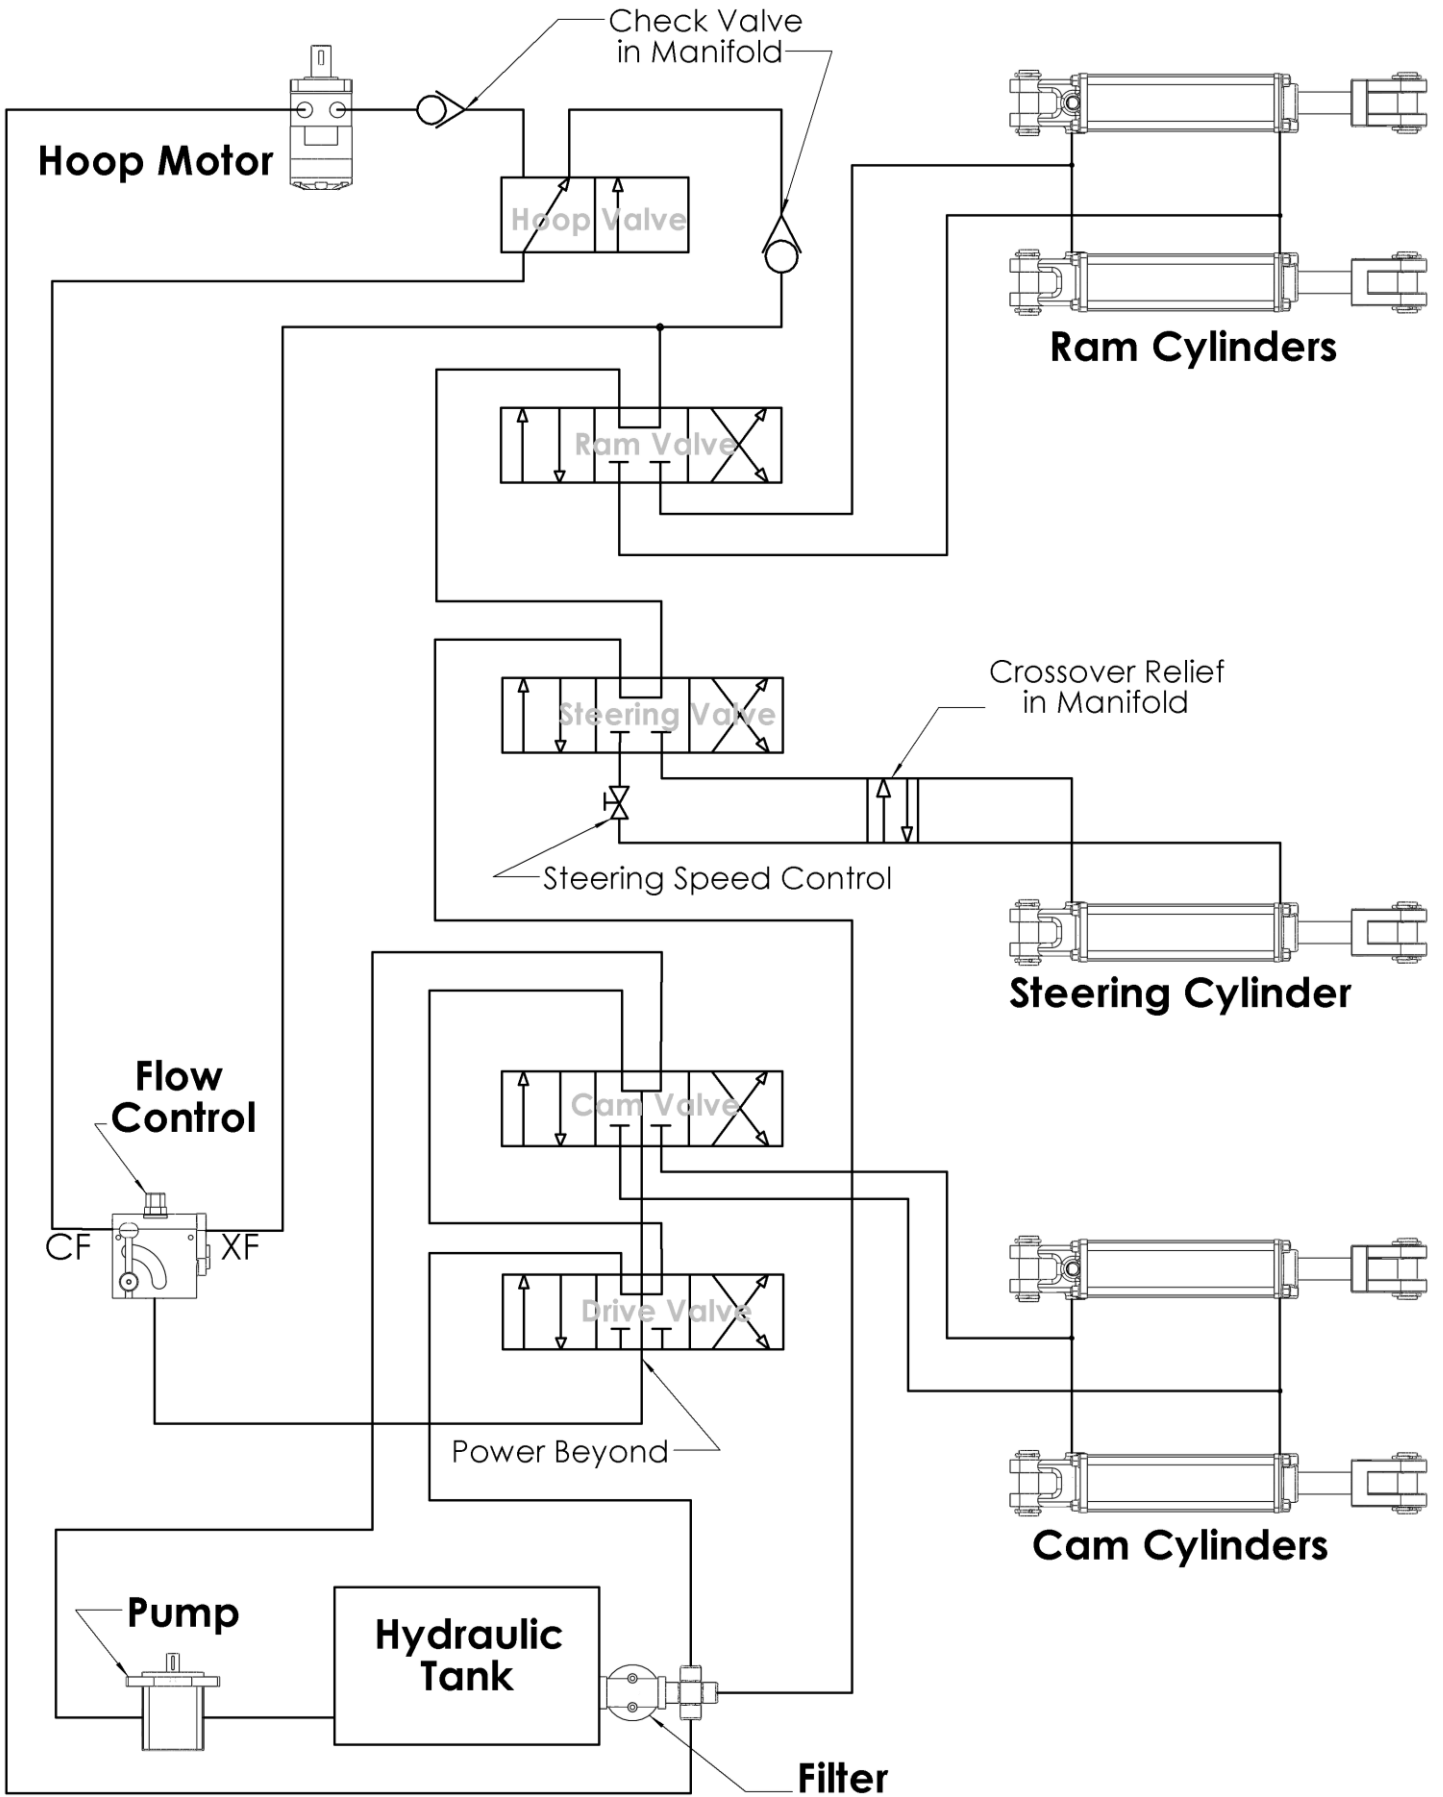 Check Valve
in Manifold
Hoop Motor
Hoop Valve
Ram Cylinders
Ram Valve
Crossover Relief
in Manifold
Steering Valve
Steering Speed Control
Steering Cylinder
Flow
Control
Cam Valve
CF
XF
Drive Valve
Power Beyond
Cam Cylinders
Pump
Hydraulic
Tank
Filter